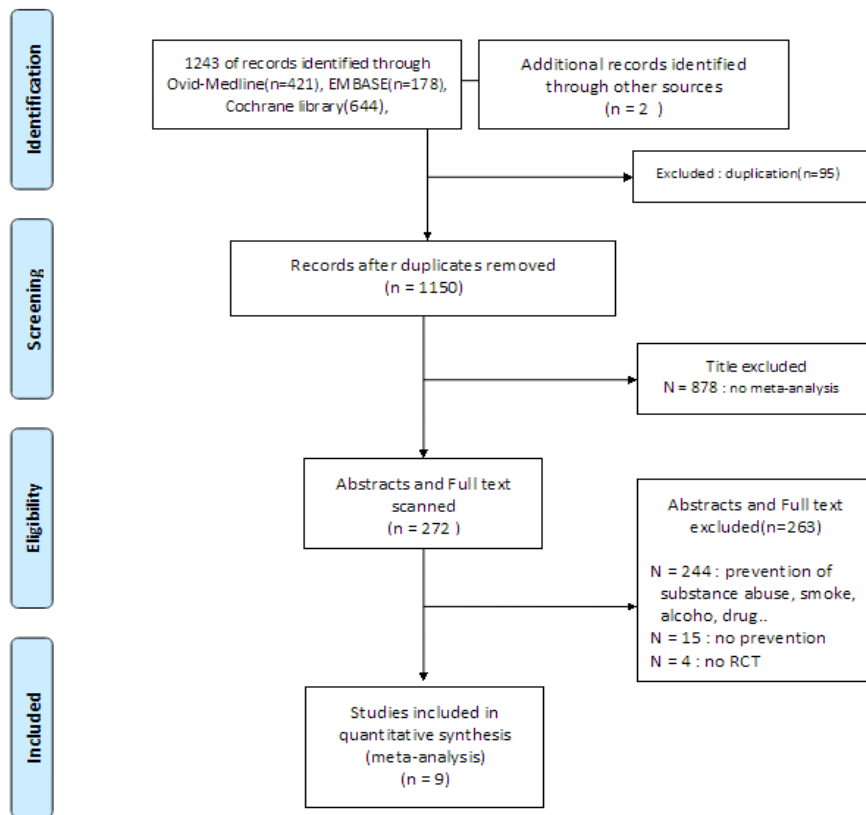 Identification
1243 of records identified through
Ovid-Medline(n=421), EMBASE(n=178),
Cochrane library(644),
Additional records identified
through other sources
(n = 2 )
Excluded : duplication(n=95)
Screening
Records after duplicates removed
(n = 1150)
Title excluded
N = 878 : no meta-analysis
Eligibility
Abstracts and Full text
scanned
(n = 272 )
Abstracts and Full text
excluded(n=263)
N = 244 : prevention of
substance abuse, smoke,
alcoho, drug..
N = 15 : no prevention
N = 4 : no RCT
Included
Studies included in
quantitative synthesis
(meta-analysis)
(n = 9)